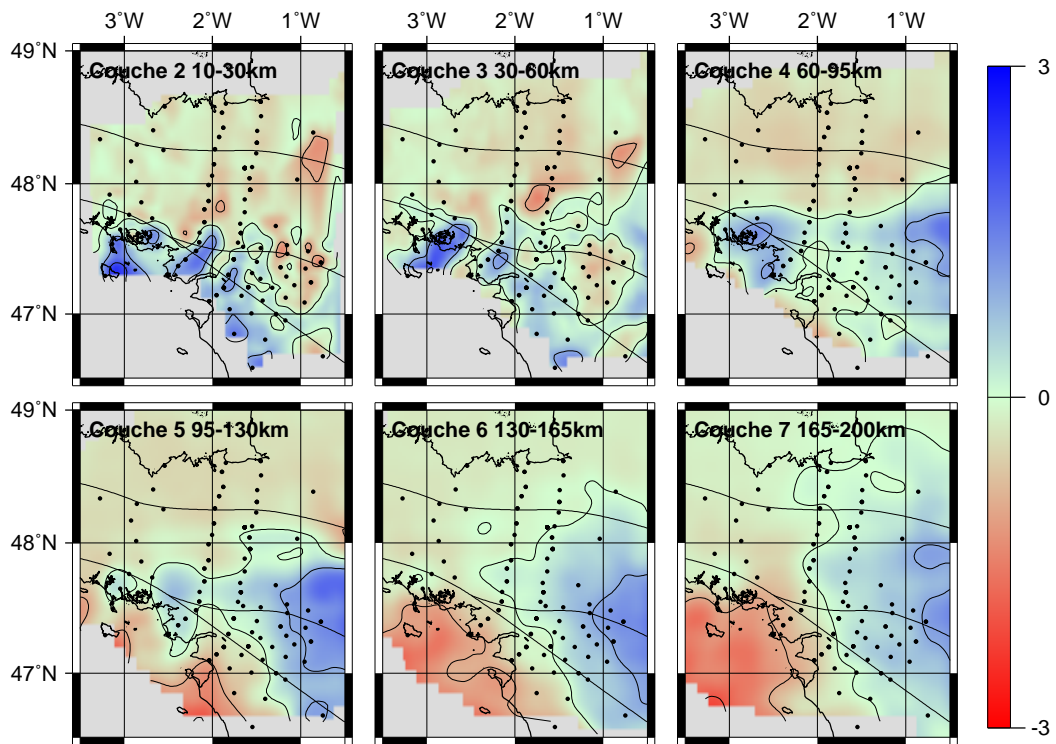 3˚W 2˚W 1˚W 3˚W 2˚W 1˚W 3˚W 2˚W 1˚W
49˚N
Couche 2 10-30km Couche 3 30-60km Couche 4 60-95km
3
48˚N
47˚N
0
49˚N
Couche 5 95-130km Couche 6 130-165km Couche 7 165-200km
48˚N
47˚N
-3